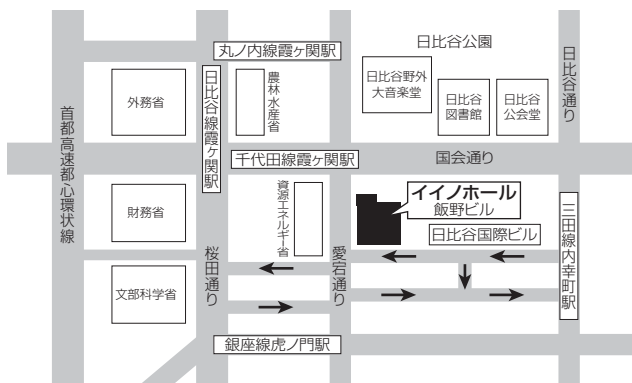 丸ノ内線霞ヶ関駅
日比谷公園
日比谷通り
外務省
日比谷線霞ヶ関駅
農林水産省
日比谷野外
大音楽堂
日比谷
図書館
日比谷
公会堂
首都高速都心環状線
千代田線霞ヶ関駅
国会通り
財務省
資源エネルギー省
イイノホール
飯野ビル
日比谷国際ビル
三田線内幸町駅
桜田通り
愛宕通り
文部科学省
銀座線虎ノ門駅